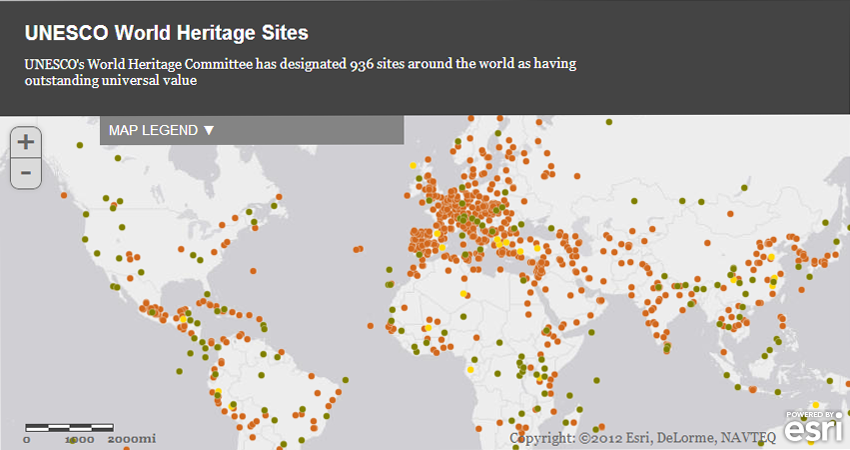 UNESCO World Heritage Sites
UNESCO's World Heritage Committee has designated 936 sites around the world as having
outstanding universal value
MAP LEGEND ▼
+
-
0 1000 2000mi
POWERED BY
esri
Copyright: ©2012 Esri, DeLorme, NAVTEQ